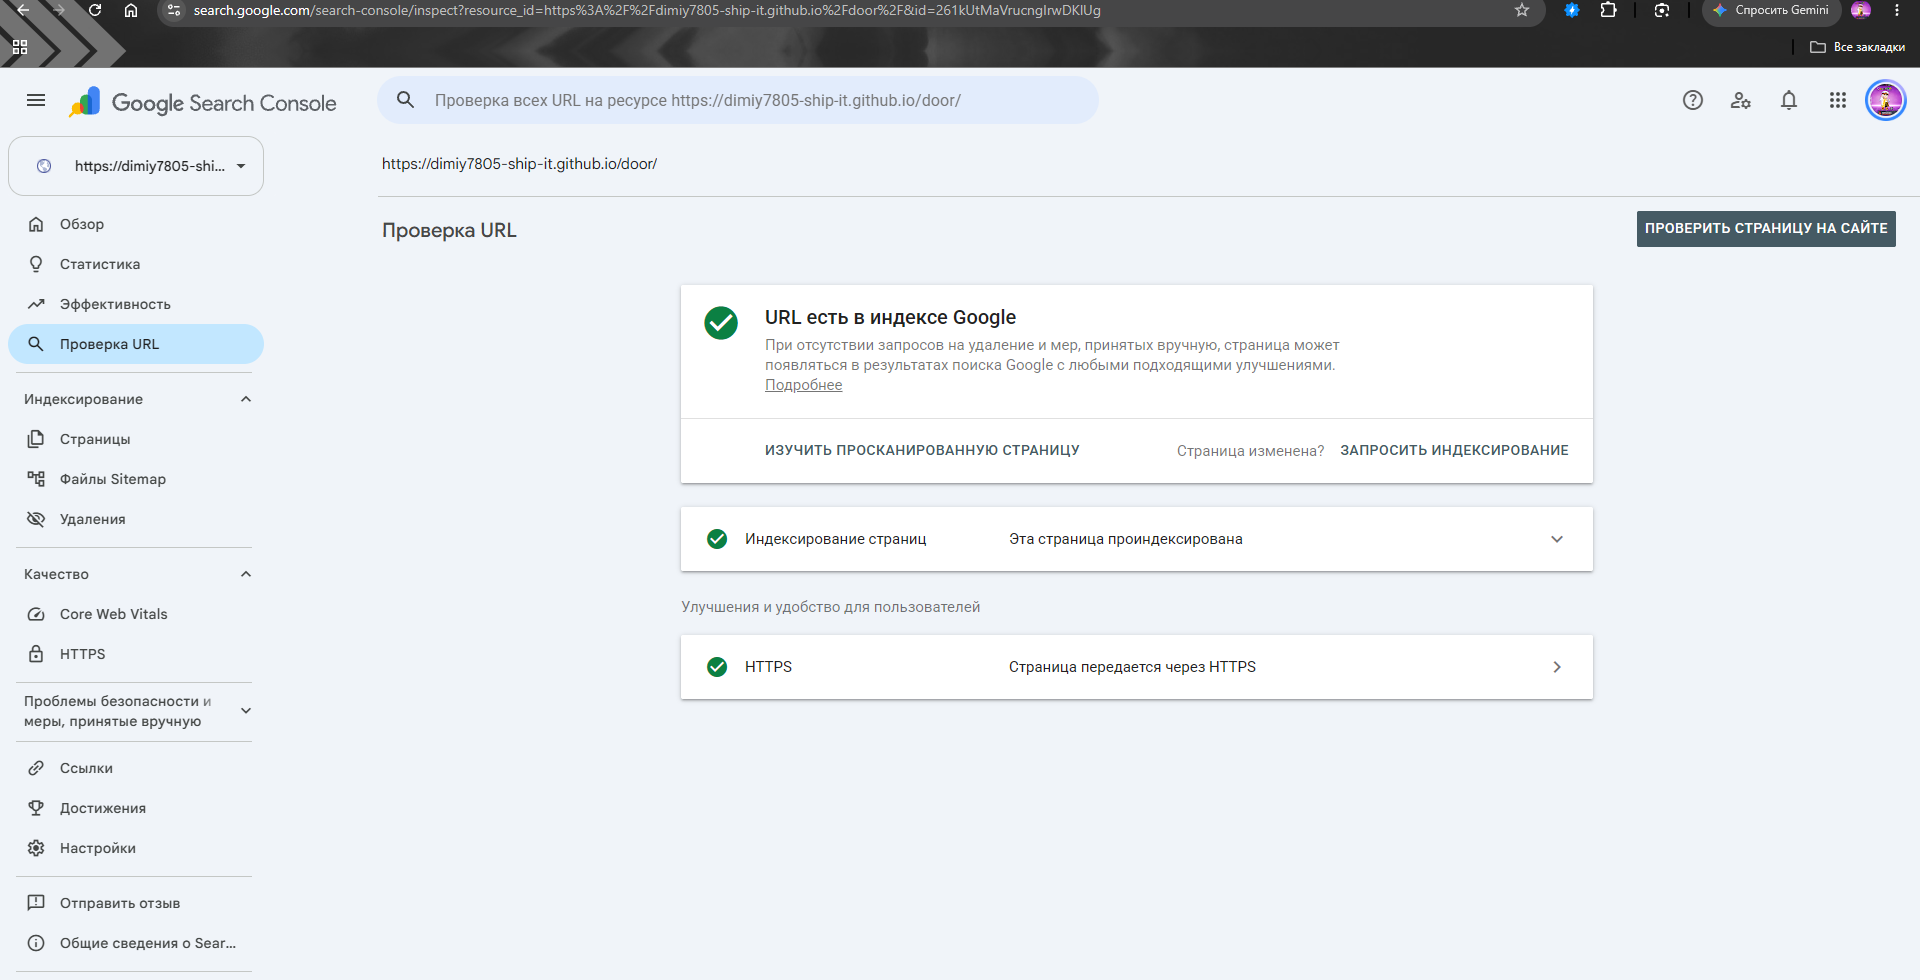 search.google.com/search-console/inspect?resource_id=https%3A%2F%2Fdimiy7805-ship-it.github.io%2Fdoor%2F&id=261kUtMaVrucnglrwDKIUg
Спросить Gemini
Все закладки
Google Search Console
Проверка всех URL на ресурсе https://dimiy7805-ship-it.github.io/door/
https://dimiy7805-shi...
https://dimiy7805-ship-it.github.io/door/
Обзор
Статистика
Эффективность
Проверка URL
Индексирование
Страницы
Файлы Sitemap
Удаления
Качество
Core Web Vitals
HTTPS
Проблемы безопасности и
меры, принятые вручную
Ссылки
Достижения
Настройки
Отправить отзыв
Общие сведения о Sear...
Проверка URL
ПРОВЕРИТЬ СТРАНИЦУ НА САЙТЕ
URL есть в индексе Google
При отсутствии запросов на удаление и мер, принятых вручную, страница может
появляться в результатах поиска Google с любыми подходящими улучшениями.
Подробнее
ИЗУЧИТЬ ПРОСКАНИРОВАННУЮ СТРАНИЦУ
Страница изменена?
ЗАПРОСИТЬ ИНДЕКСИРОВАНИЕ
Индексирование страниц
Эта страница проиндексирована
Улучшения и удобство для пользователей
HTTPS
Страница передается через HTTPS